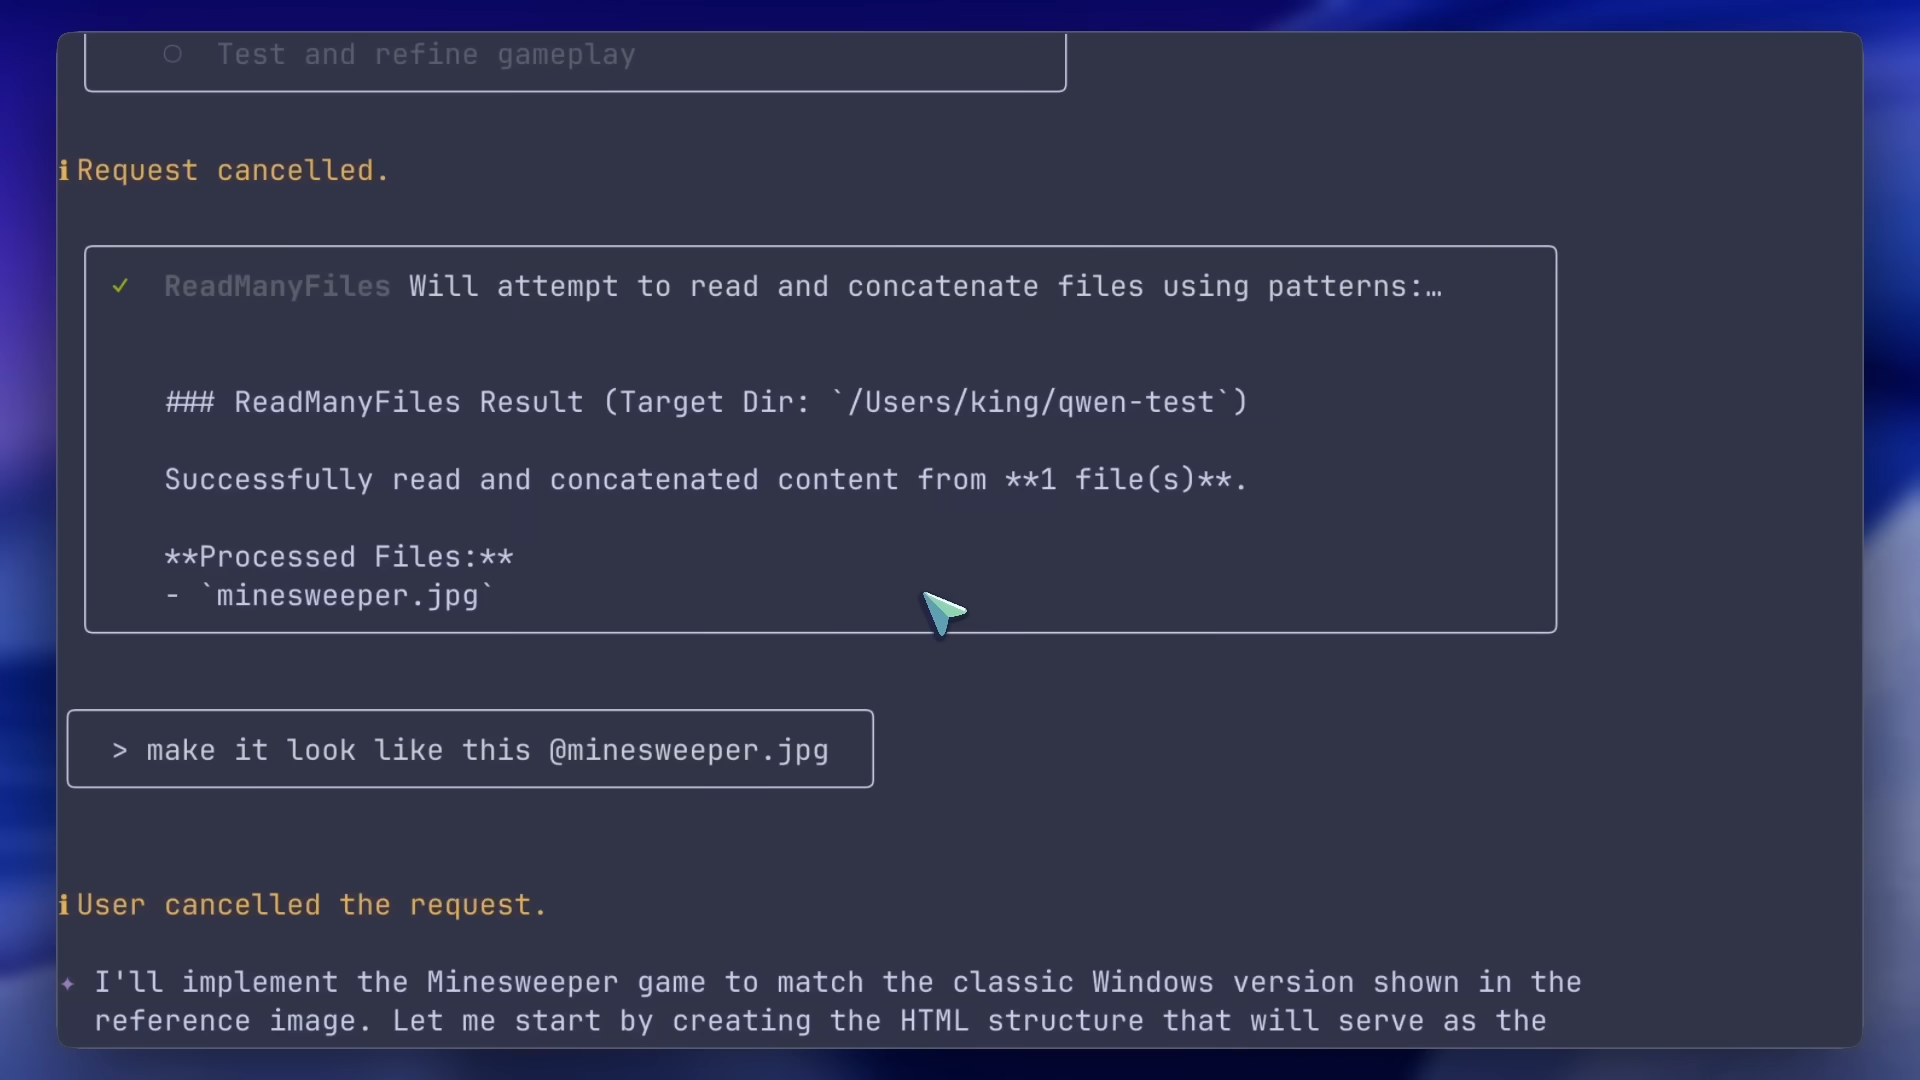 ○ Test and refine gameplay
ℹ Request cancelled.
✓ ReadManyFiles Will attempt to read and concatenate files using patterns:…
### ReadManyFiles Result (Target Dir: `/Users/king/qwen-test`)
Successfully read and concatenated content from **1 file(s)**.
**Processed Files:**
- `minesweeper.jpg`
> make it look like this @minesweeper.jpg
ℹ User cancelled the request.
✦ I'll implement the Minesweeper game to match the classic Windows version shown in the
reference image. Let me start by creating the HTML structure that will serve as the